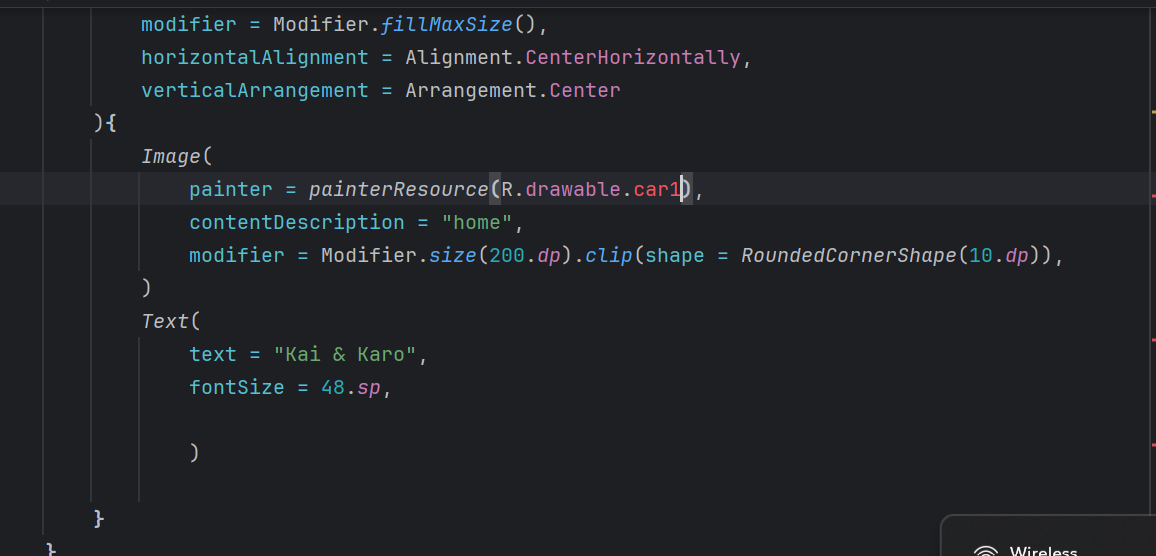 modifier = Modifier.fillMaxSize(),
horizontalAlignment = Alignment.CenterHorizontally,
verticalArrangement = Arrangement.Center
){
Image(
painter = painterResource(R.drawable.car1),
contentDescription = "home",
modifier = Modifier.size(200.dp).clip(shape = RoundedCornerShape(10.dp)),
)
Text(
text = "Kai & Karo",
fontSize = 48.sp,
)
}
}
Wireless